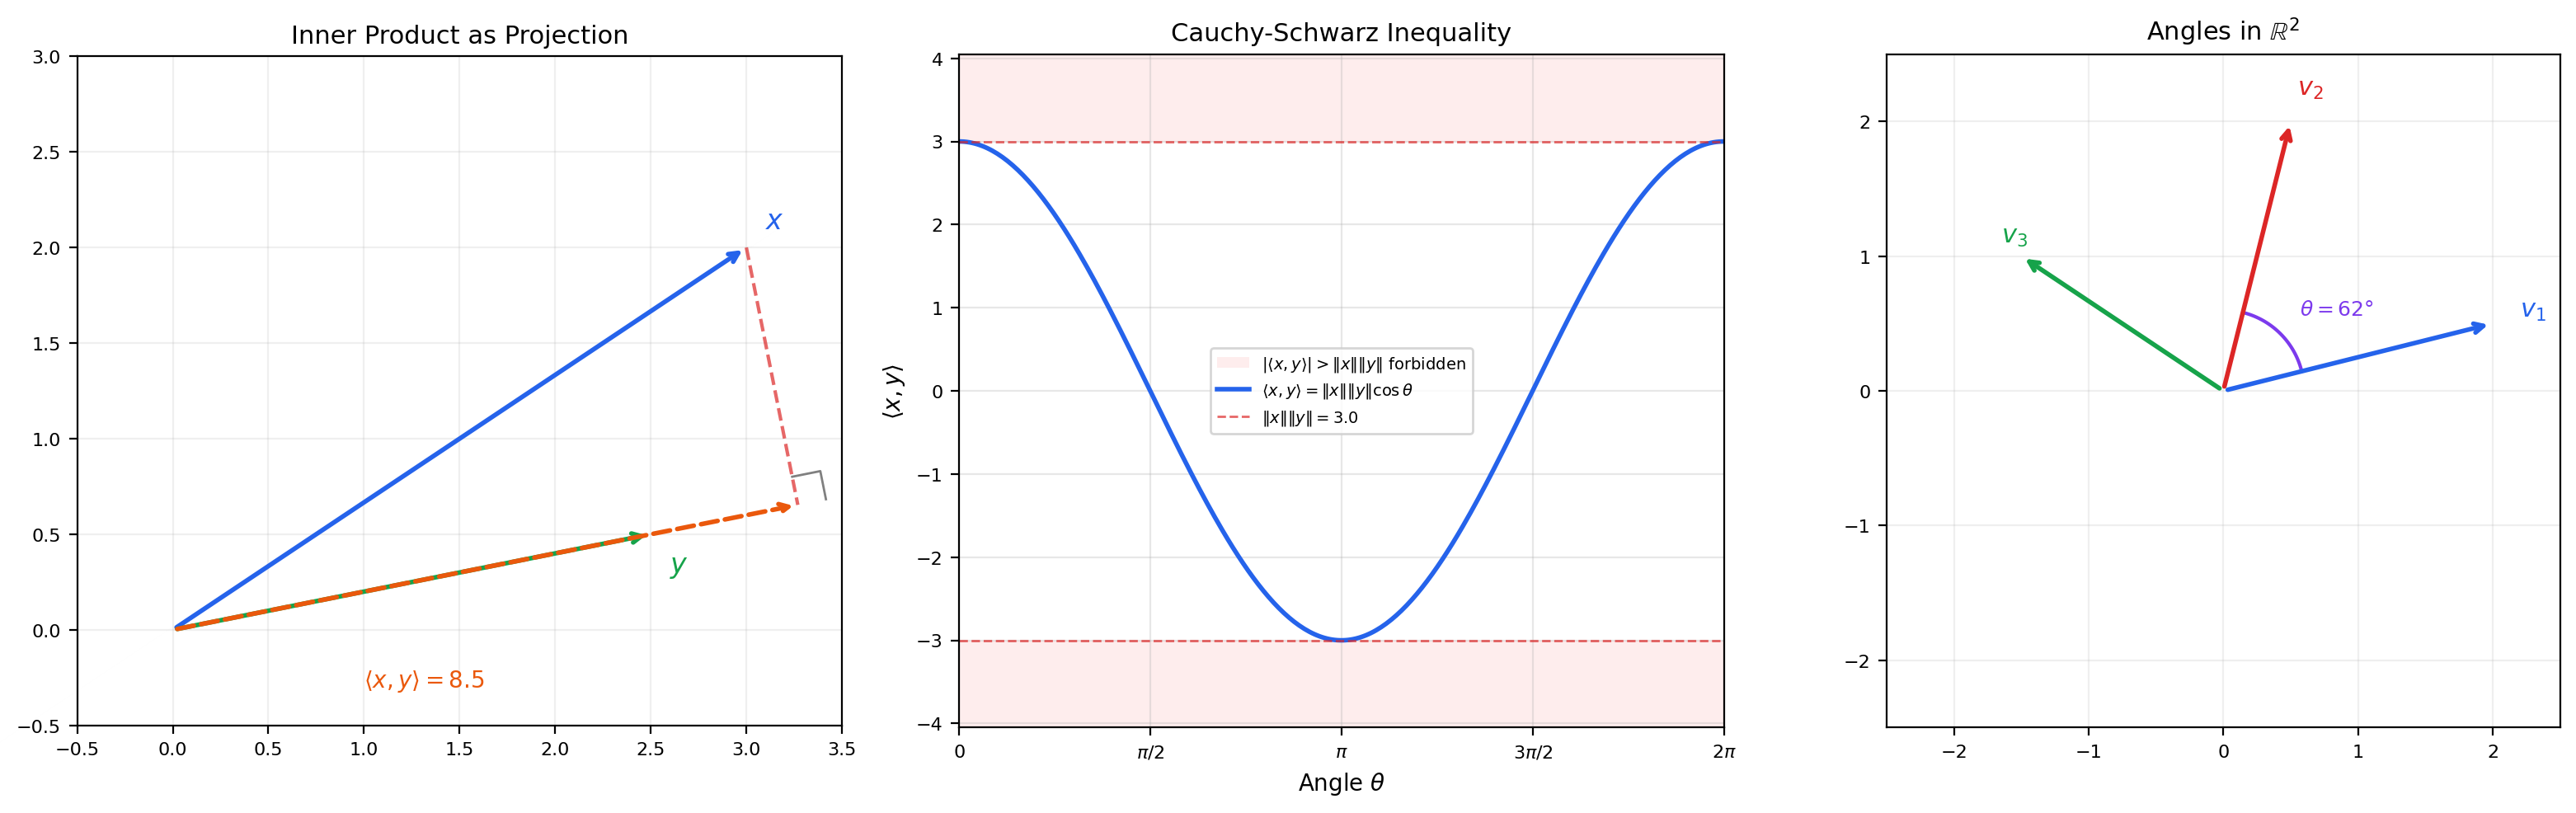 Inner Product as Projection
3.0
2.5
2.0
1.5
1.0
0.5
0.0
−0.5
−0.5 0.0 0.5 1.0 1.5 2.0 2.5 3.0 3.5
x
y
⟨x, y⟩ = 8.5
Cauchy-Schwarz Inequality
4
3
2
1
0
−1
−2
−3
−4
⟨x, y⟩
|⟨x, y⟩| > ‖x‖‖y‖ forbidden
⟨x, y⟩ = ‖x‖‖y‖cos θ
‖x‖‖y‖ = 3.0
0 π/2 π 3π/2 2π
Angle θ
Angles in ℝ²
2
1
0
−1
−2
−2 −1 0 1 2
v₂
v₃
θ = 62°
v₁